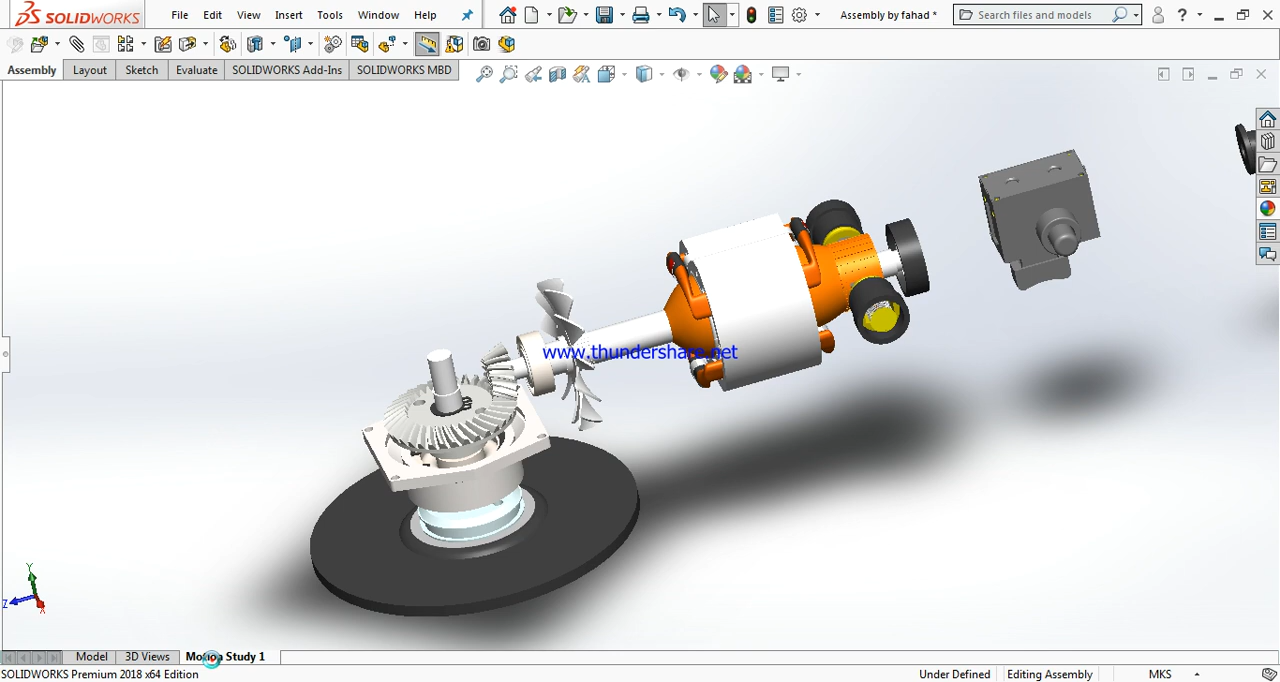 SOLIDWORKS File Edit View Insert Tools Window Help Assembly by fahad * Search files and models ?
Assembly Layout Sketch Evaluate SOLIDWORKS Add-Ins SOLIDWORKS MBD
www.thundershare.net
Y
Z X
Model 3D Views Motion Study 1
SOLIDWORKS Premium 2018 x64 Edition Under Defined Editing Assembly MKS